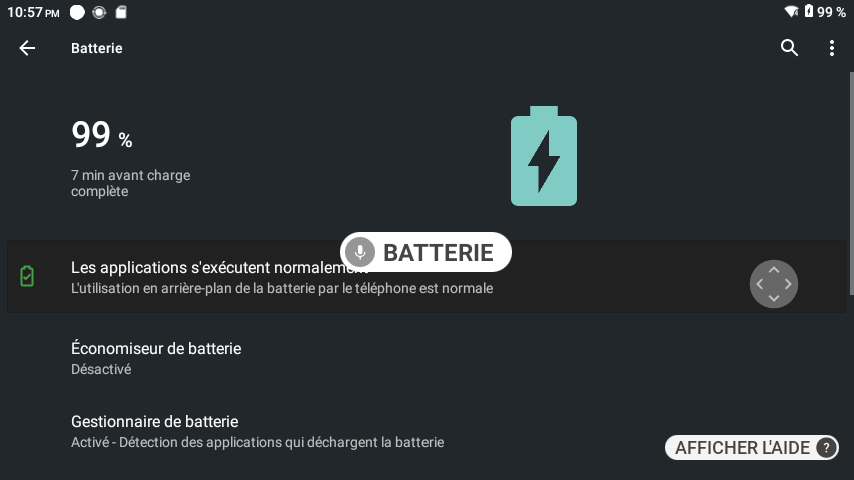 10:57 PM
99 %
Batterie
99 %
7 min avant charge
complète
BATTERIE
Les applications s'exécutent normalement
L'utilisation en arrière-plan de la batterie par le téléphone est normale
Économiseur de batterie
Désactivé
Gestionnaire de batterie
Activé - Détection des applications qui déchargent la batterie
AFFICHER L'AIDE ?